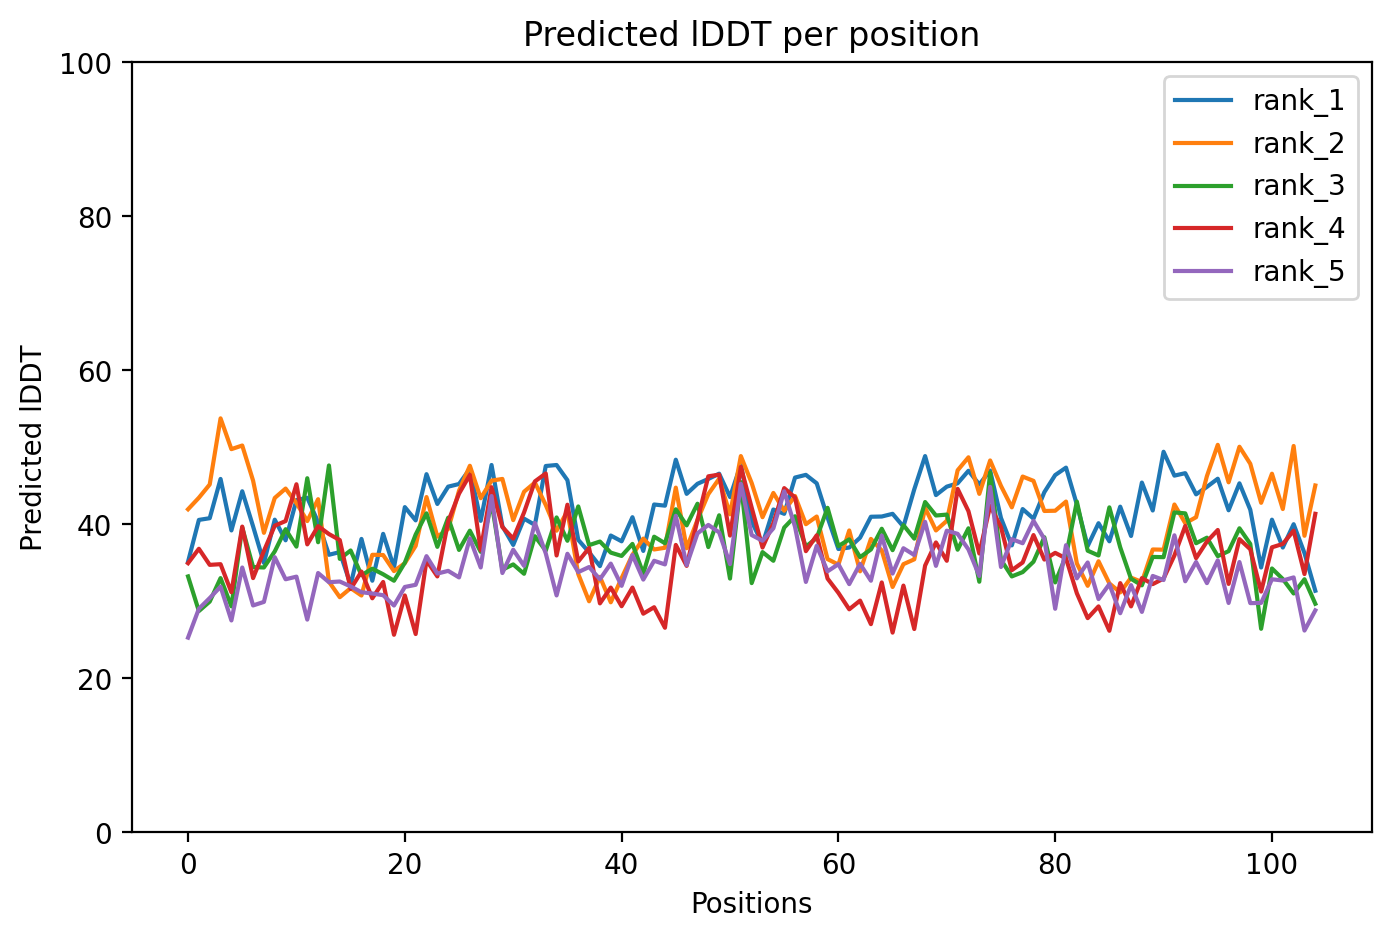 Predicted lDDT per position
100
80
60
40
20
0
Predicted lDDT
0 20 40 60 80 100
Positions
rank_1
rank_2
rank_3
rank_4
rank_5